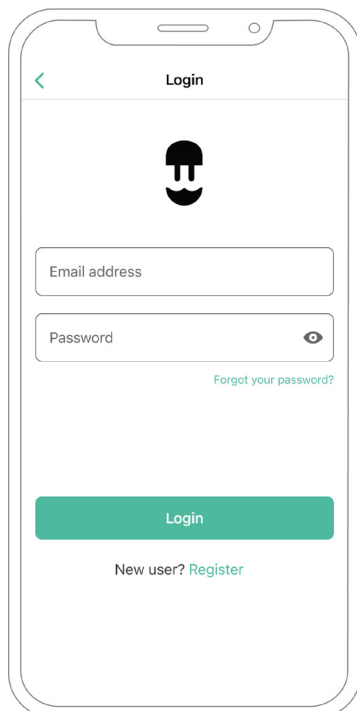 Login
Email address
Password
Forgot your password?
Login
New user? Register